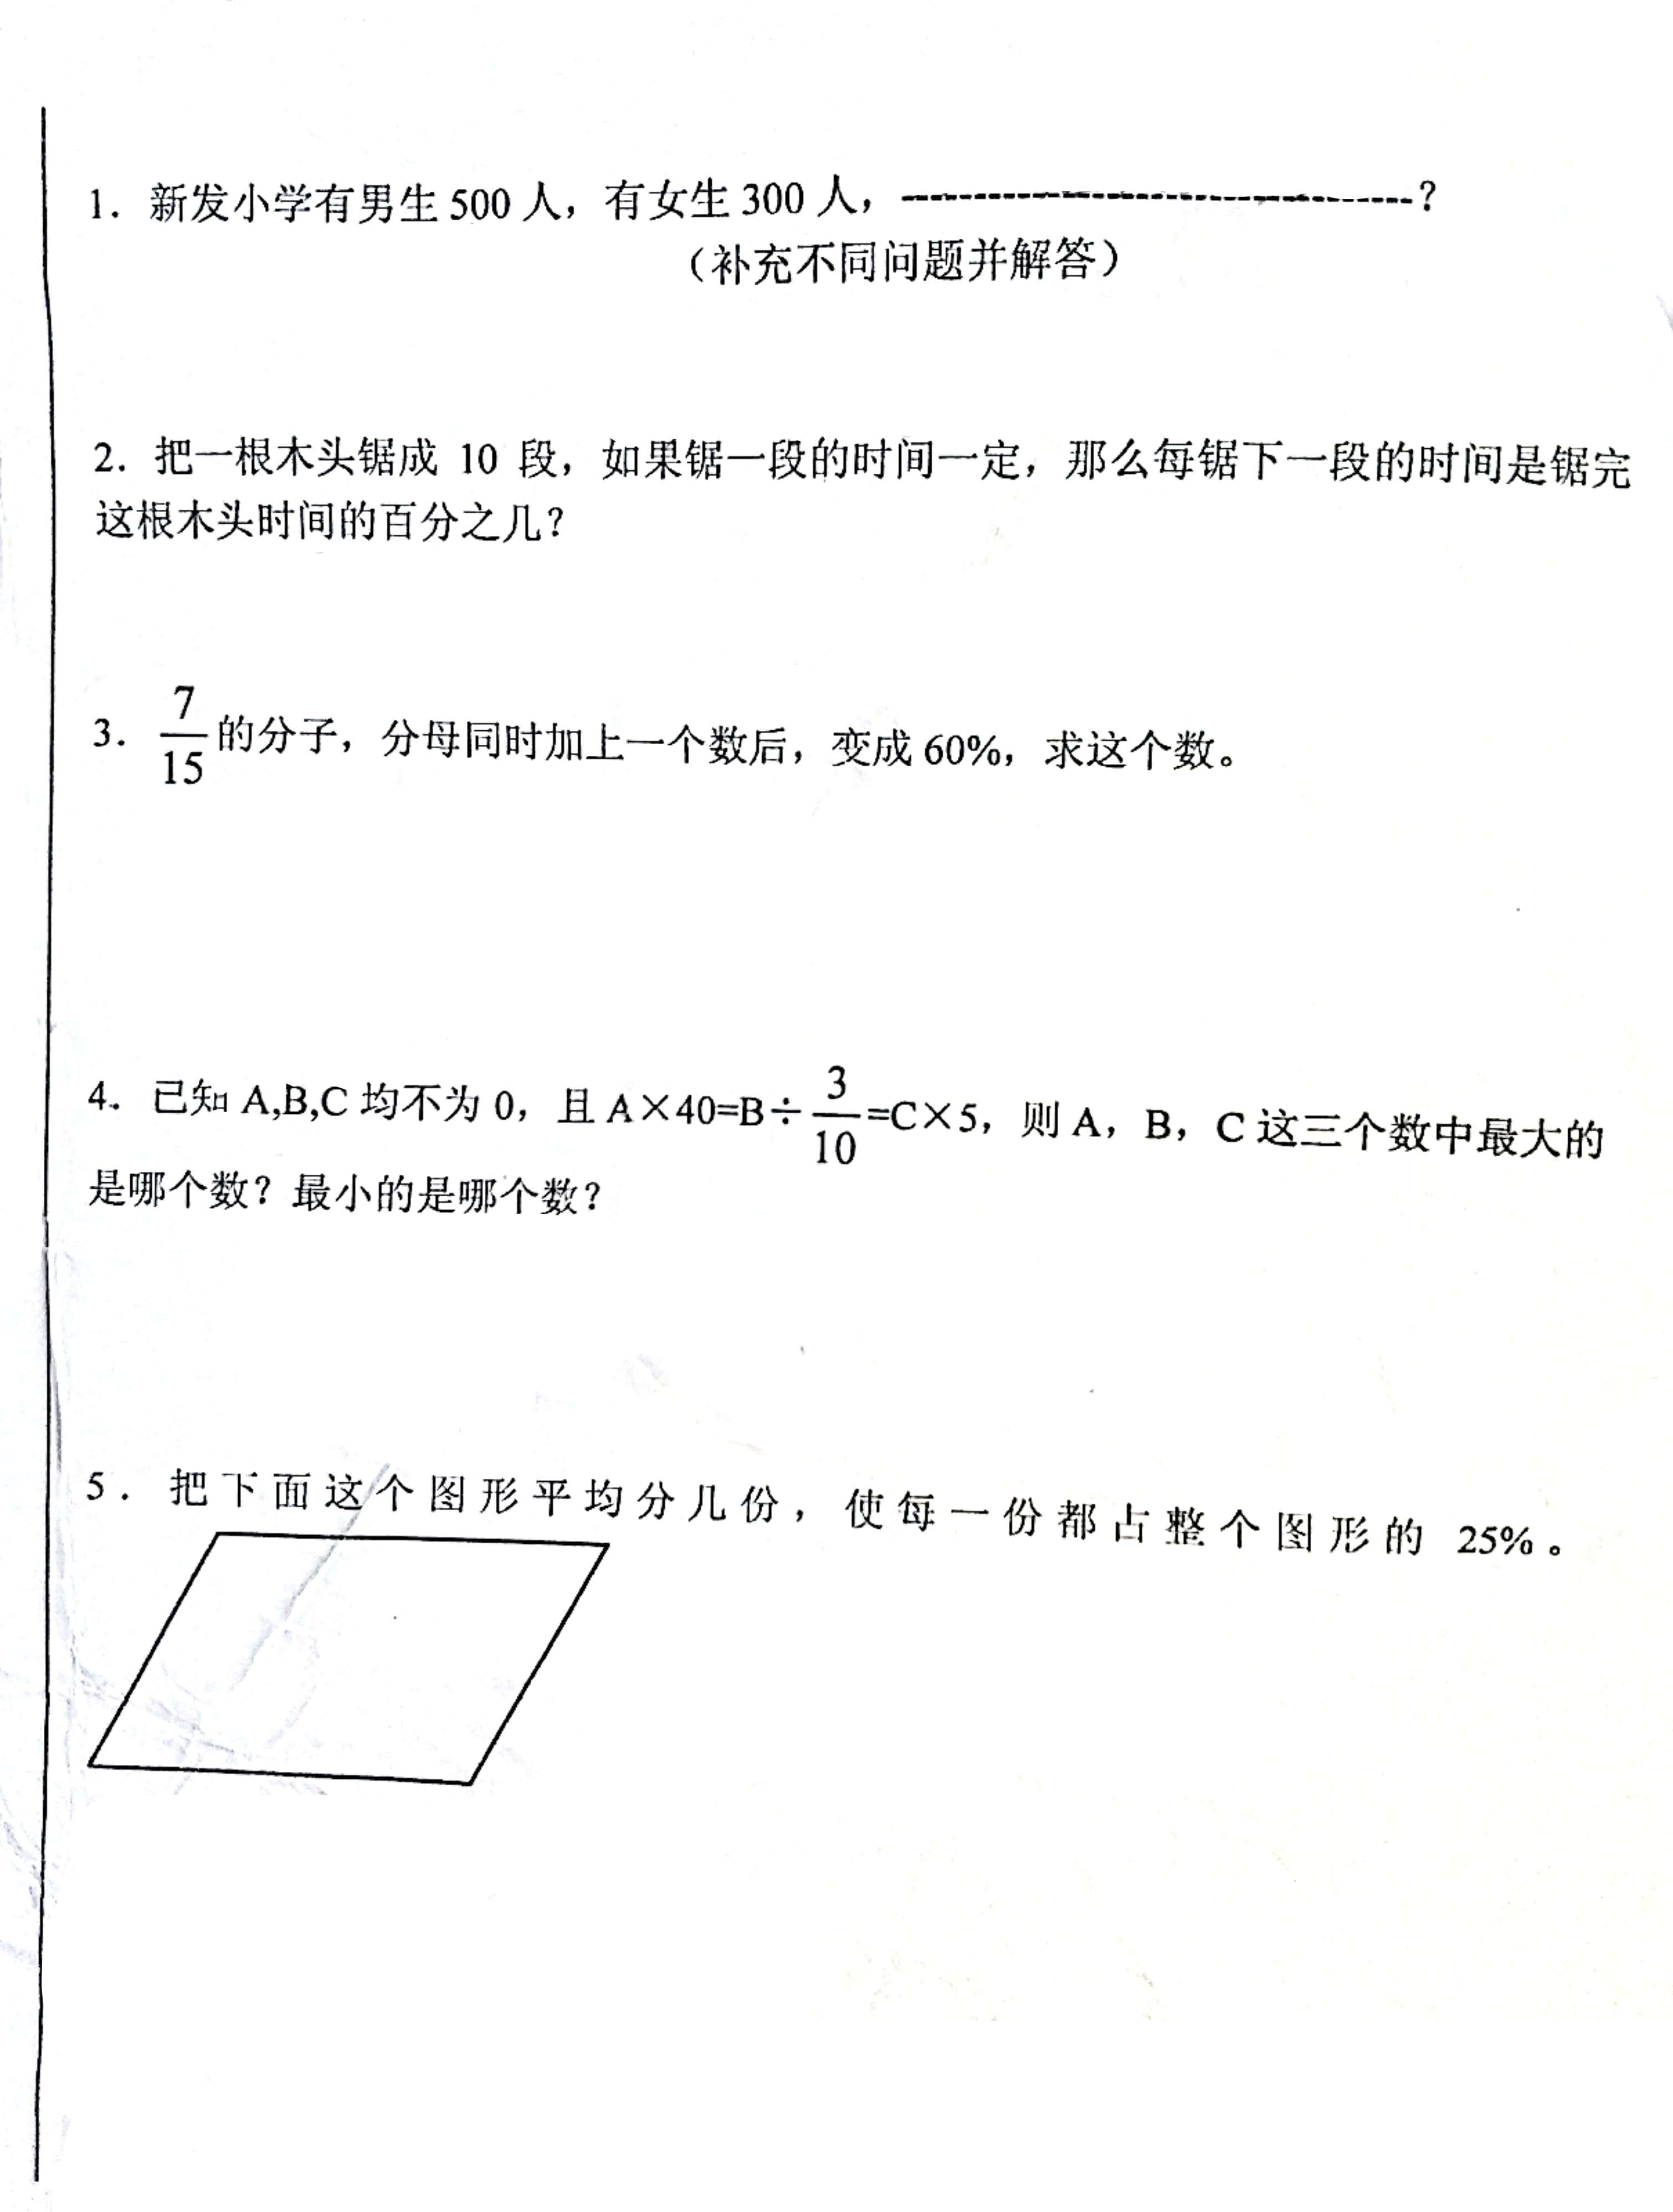 1. 新发小学有男生 500 人，有女生 300 人，-----------------------------------?
（补充不同问题并解答）
2. 把一根木头锯成 10 段，如果锯一段的时间一定，那么每锯下一段的时间是锯完
这根木头时间的百分之几？
3. 7/15 的分子，分母同时加上一个数后，变成 60%，求这个数。
4. 已知 A,B,C 均不为 0，且 A×40=B÷3/10=C×5，则 A，B，C 这三个数中最大的
是哪个数？最小的是哪个数？
5. 把下面这个图形平均分几份，使每一份都占整个图形的 25%。